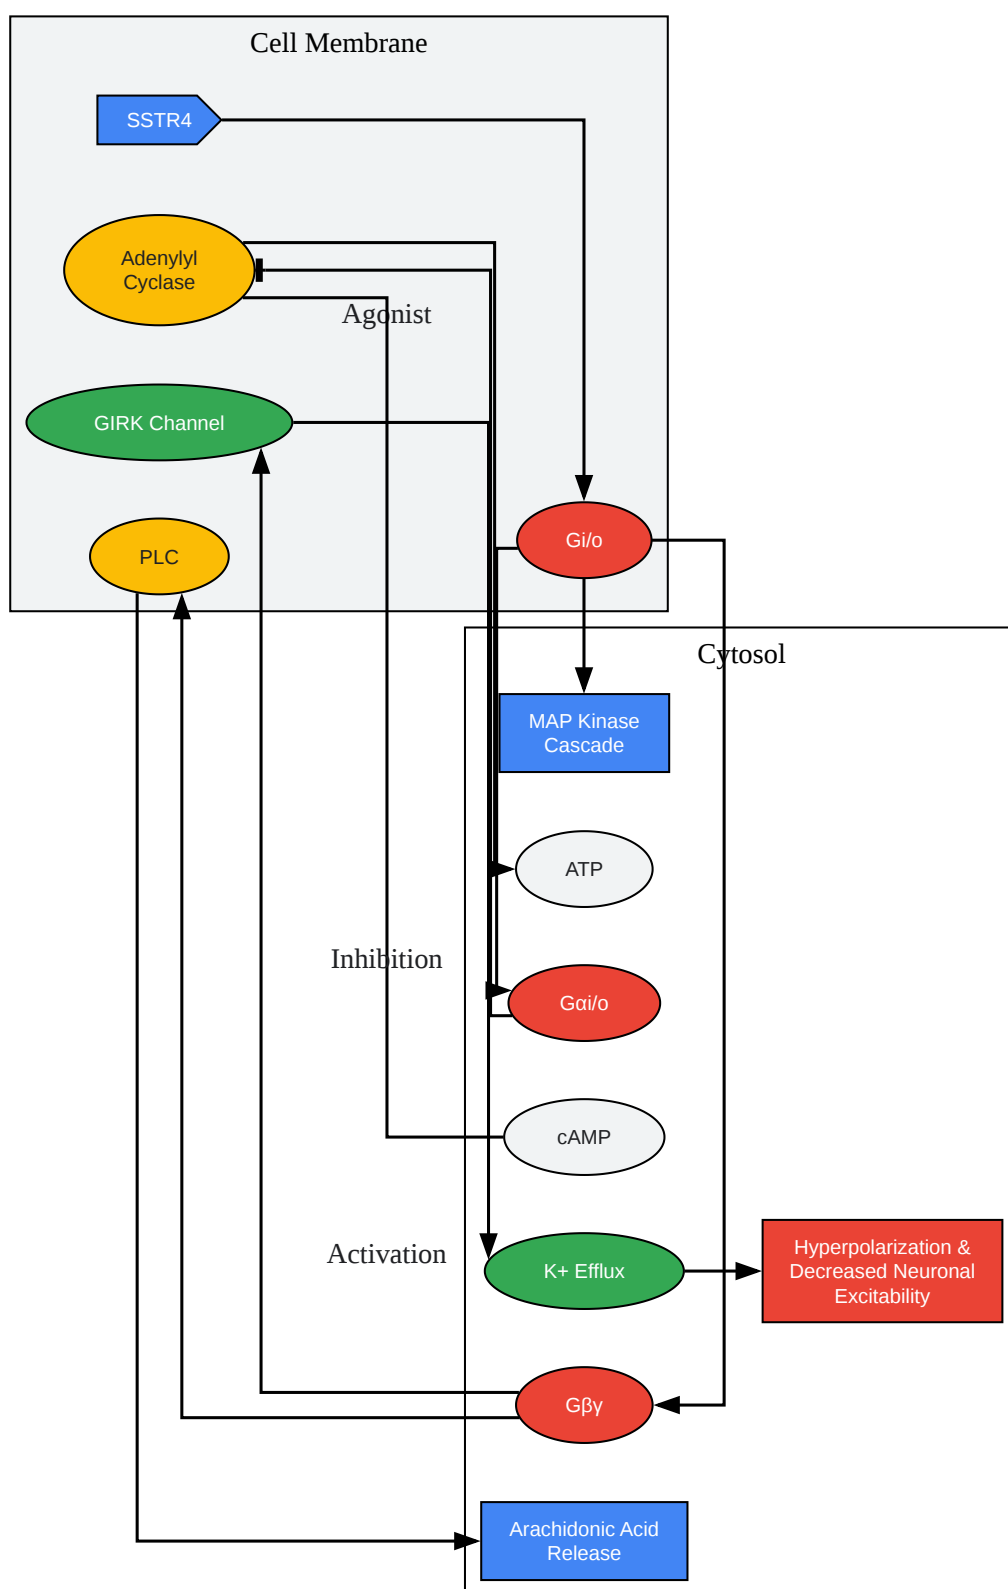 Cell Membrane
SSTR4
Adenylyl
Cyclase
Agonist
GIRK Channel
PLC
Gi/o
Cytosol
MAP Kinase
Cascade
ATP
Inhibition
Gαi/o
cAMP
Activation
K+ Efflux
Hyperpolarization &
Decreased Neuronal
Excitability
Gβγ
Arachidonic Acid
Release